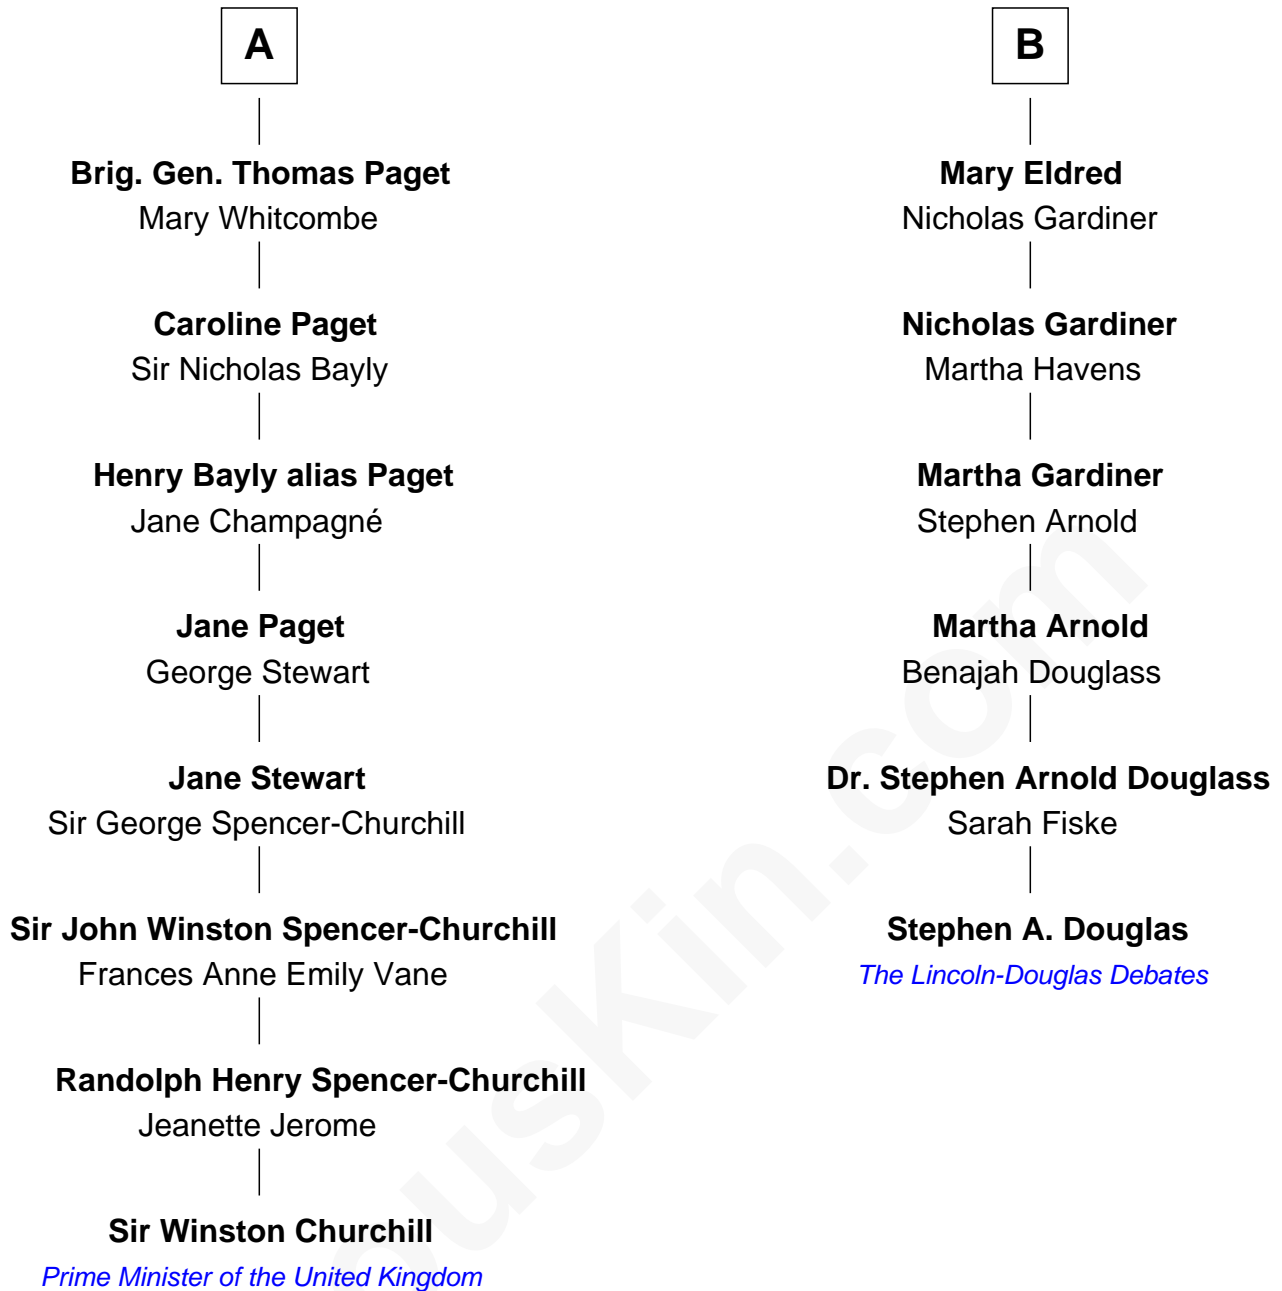 A
Brig. Gen. Thomas Paget
Mary Whitcombe
Caroline Paget
Sir Nicholas Bayly
Henry Bayly alias Paget
Jane Champagné
Jane Paget
George Stewart
Jane Stewart
Sir George Spencer-Churchill
Sir John Winston Spencer-Churchill
Frances Anne Emily Vane
Randolph Henry Spencer-Churchill
Jeanette Jerome
Sir Winston Churchill
Prime Minister of the United Kingdom
B
Mary Eldred
Nicholas Gardiner
Nicholas Gardiner
Martha Havens
Martha Gardiner
Stephen Arnold
Martha Arnold
Benajah Douglass
Dr. Stephen Arnold Douglass
Sarah Fiske
Stephen A. Douglas
The Lincoln-Douglas Debates
ousKin.com